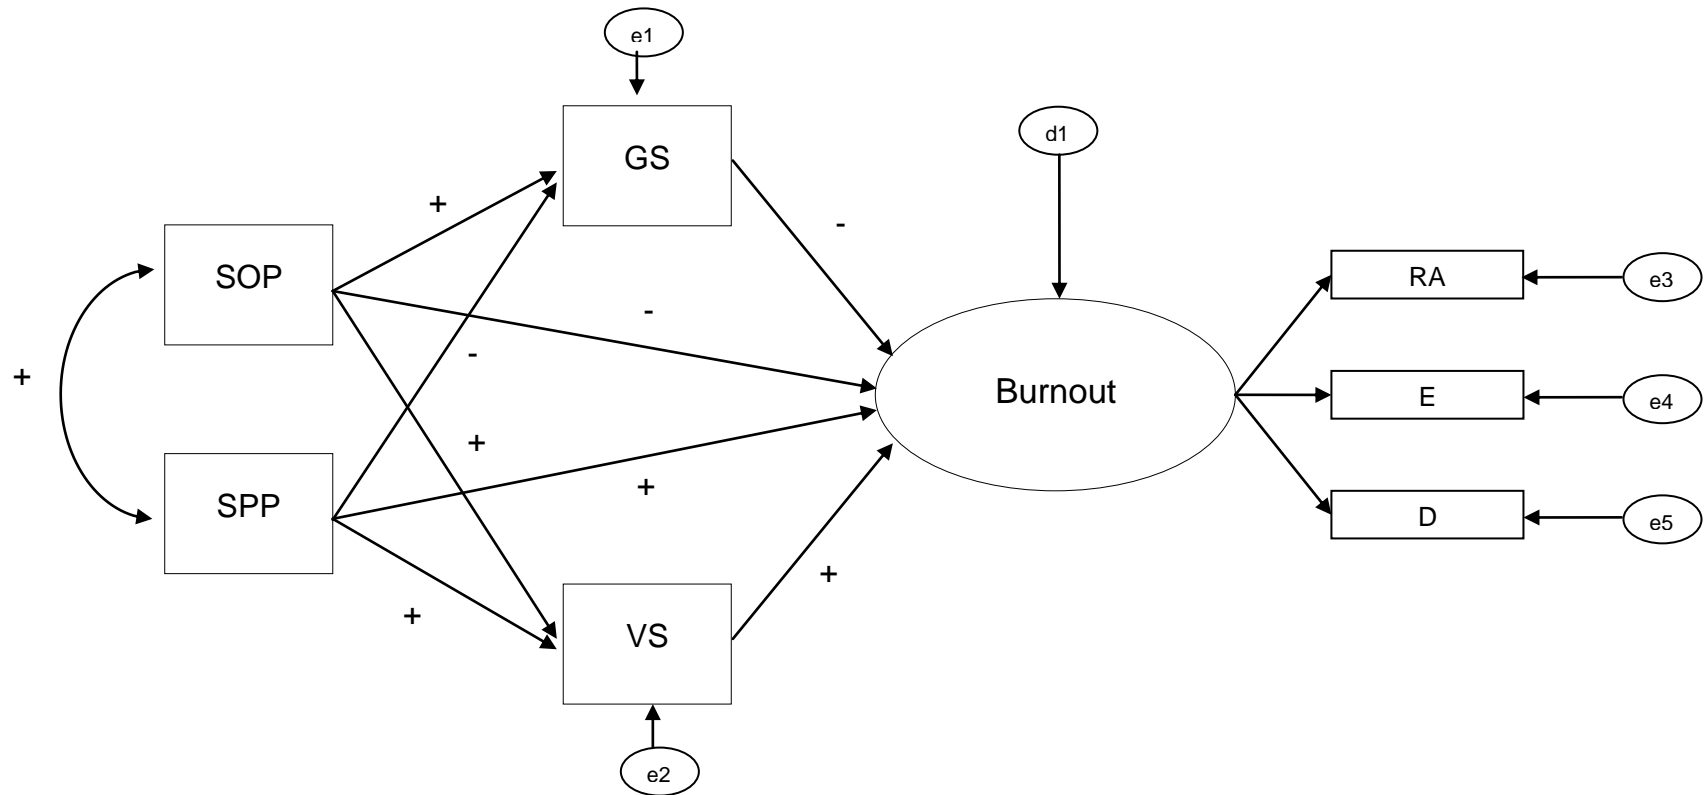 e1
GS
d1
+
-
SOP
RA
e3
-
-
+
Burnout
E
e4
+
SPP
+
D
e5
+
+
VS
e2